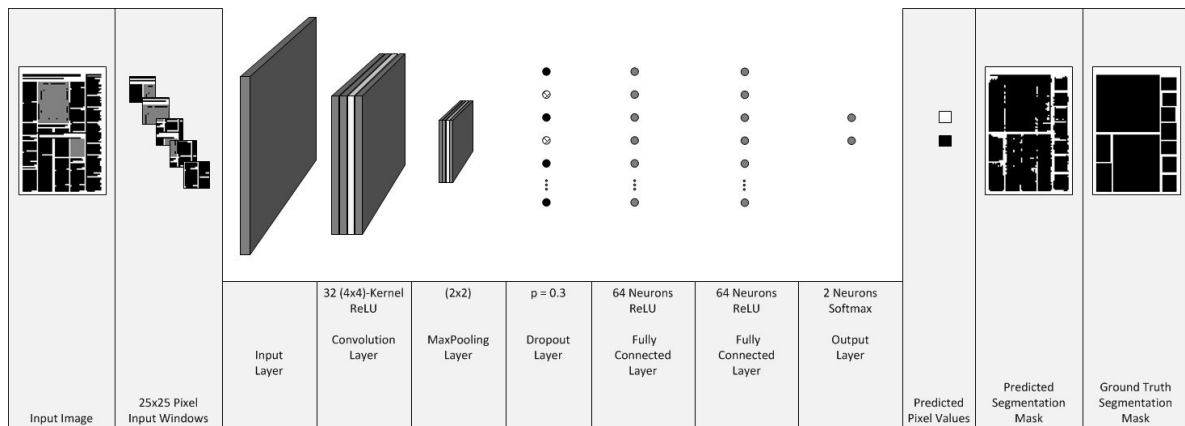 Input Image
25x25 Pixel
Input Windows
Input
Layer
32 (4x4)-Kernel
ReLU
Convolution
Layer
(2x2)
MaxPooling
Layer
p = 0.3
Dropout
Layer
64 Neurons
ReLU
Fully
Connected
Layer
64 Neurons
ReLU
Fully
Connected
Layer
2 Neurons
Softmax
Output
Layer
Predicted
Pixel Values
Predicted
Segmentation
Mask
Ground Truth
Segmentation
Mask